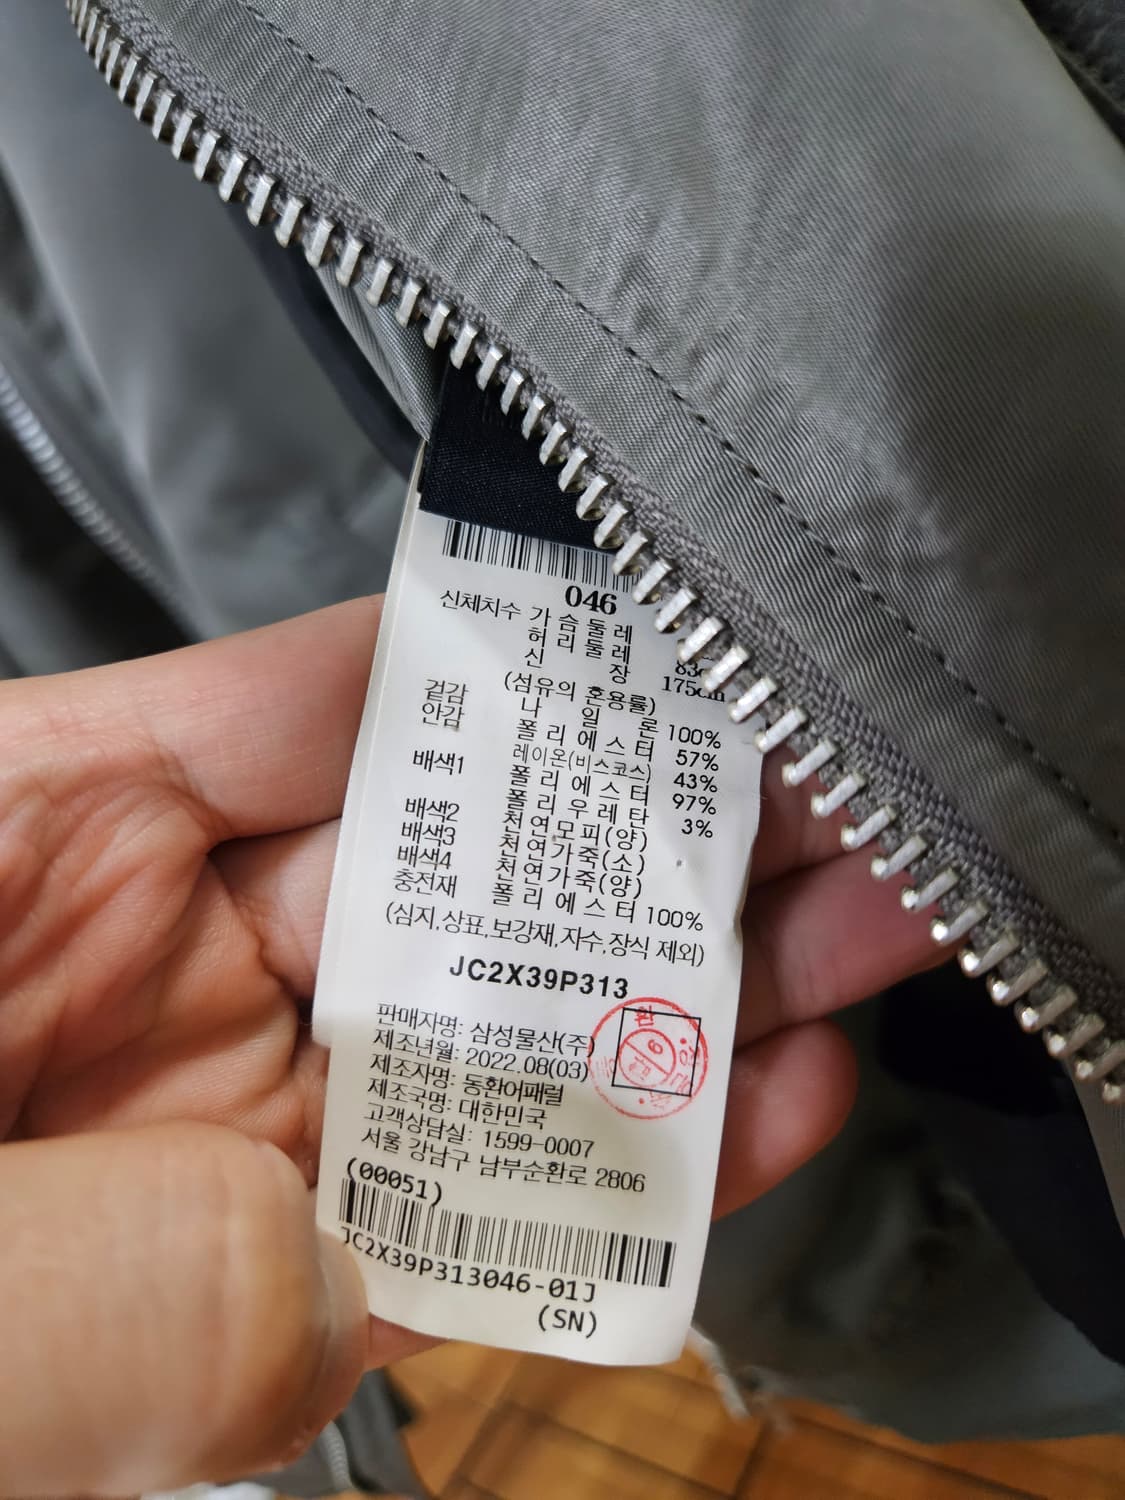 046
신체치수 가슴둘레
허리둘레
신장 175cm
(섬유의 혼용률)
겉감 나일론 100%
안감 폴리에스터 57%
레이온(비스코스) 43%
배색1 폴리에스터 97%
폴리우레탄 3%
배색2 천연모피(양)
배색3 천연가죽(소)
배색4 천연가죽(양)
충전재 폴리에스터 100%
(심지,상표,보강재,자수,장식 제외)
JC2X39P313
판매자명: 삼성물산(주)
제조년월: 2022.08(03)
제조자명: 동환어패럴
제조국명: 대한민국
고객상담실: 1599-0007
서울 강남구 남부순환로 2806
(00051)
JC2X39P313046-01J
(SN)